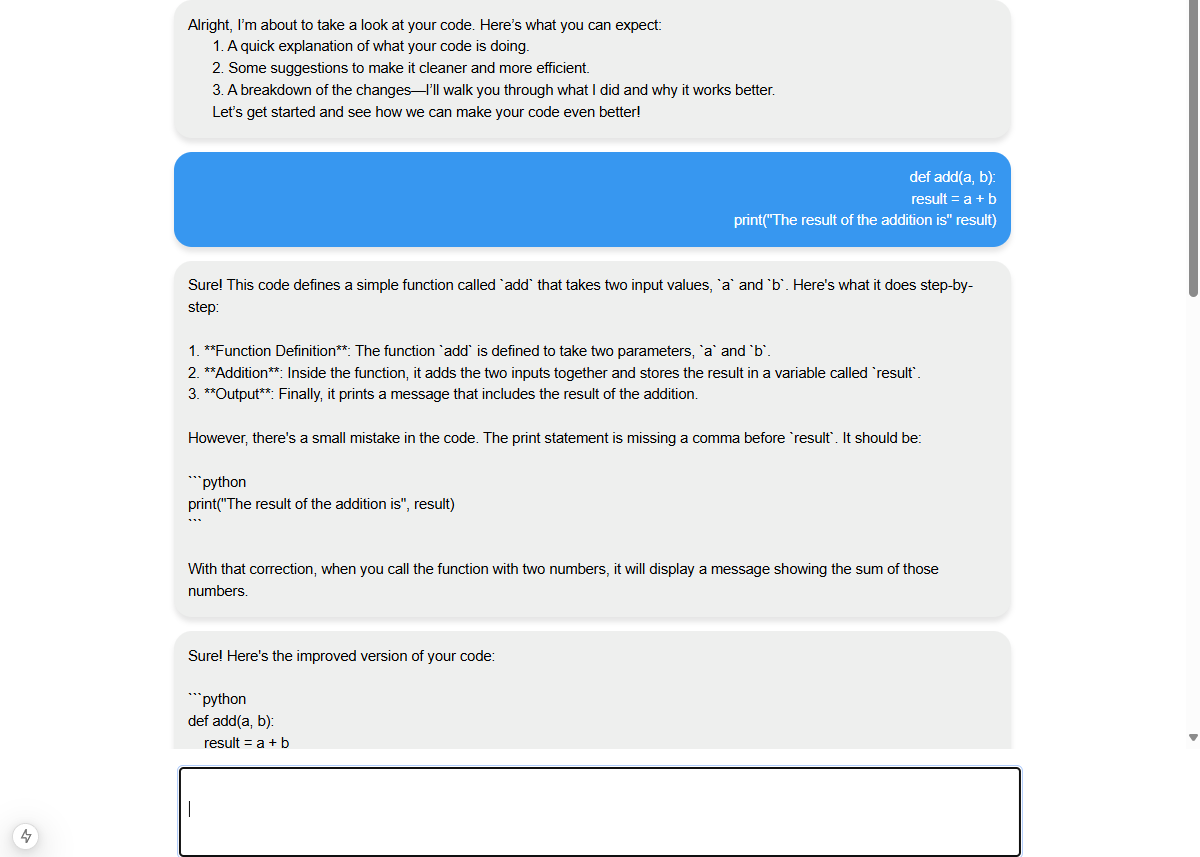 Alright, I’m about to take a look at your code. Here’s what you can expect:
1. A quick explanation of what your code is doing.
2. Some suggestions to make it cleaner and more efficient.
3. A breakdown of the changes—I’ll walk you through what I did and why it works better.
Let’s get started and see how we can make your code even better!
def add(a, b):
result = a + b
print("The result of the addition is" result)
Sure! This code defines a simple function called `add` that takes two input values, `a` and `b`. Here's what it does step-by-
step:
1. **Function Definition**: The function `add` is defined to take two parameters, `a` and `b`.
2. **Addition**: Inside the function, it adds the two inputs together and stores the result in a variable called `result`.
3. **Output**: Finally, it prints a message that includes the result of the addition.
However, there's a small mistake in the code. The print statement is missing a comma before `result`. It should be:
```python
print("The result of the addition is", result)
```
With that correction, when you call the function with two numbers, it will display a message showing the sum of those
numbers.
Sure! Here's the improved version of your code:
```python
def add(a, b):
    result = a + b